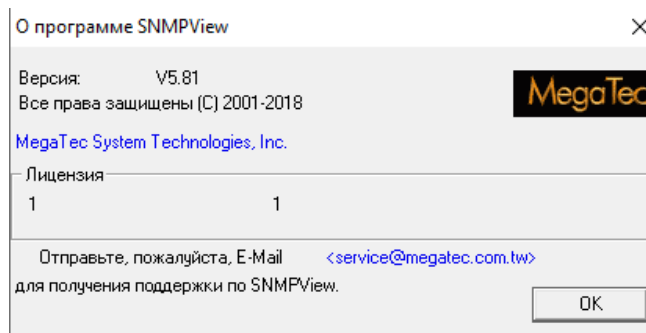 О программе SNMPView
Версия: V5.81
Все права защищены (C) 2001-2018
MegaTec
MegaTec System Technologies, Inc.
Лицензия
1 1
Отправьте, пожалуйста, E-Mail <service@megatec.com.tw>
для получения поддержки по SNMPView.
OK